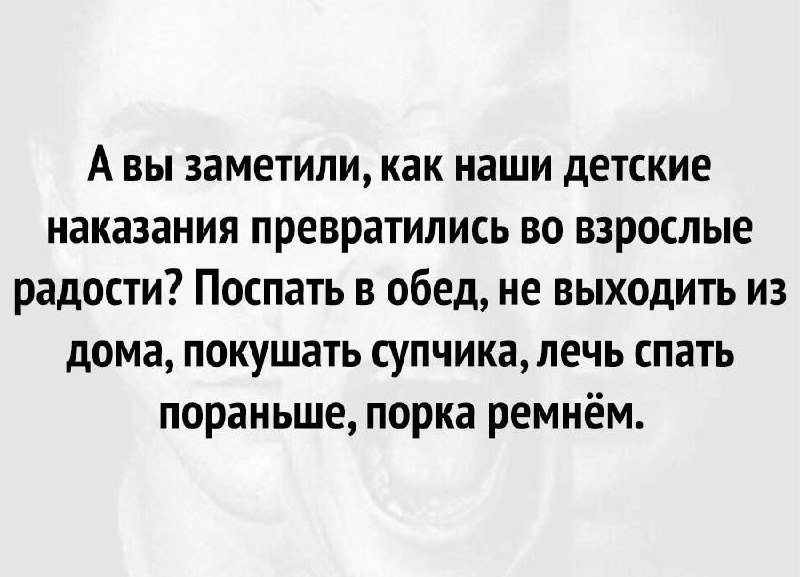 А вы заметили, как наши детские
наказания превратились во взрослые
радости? Поспать в обед, не выходить из
дома, покушать супчика, лечь спать
пораньше, порка ремнём.